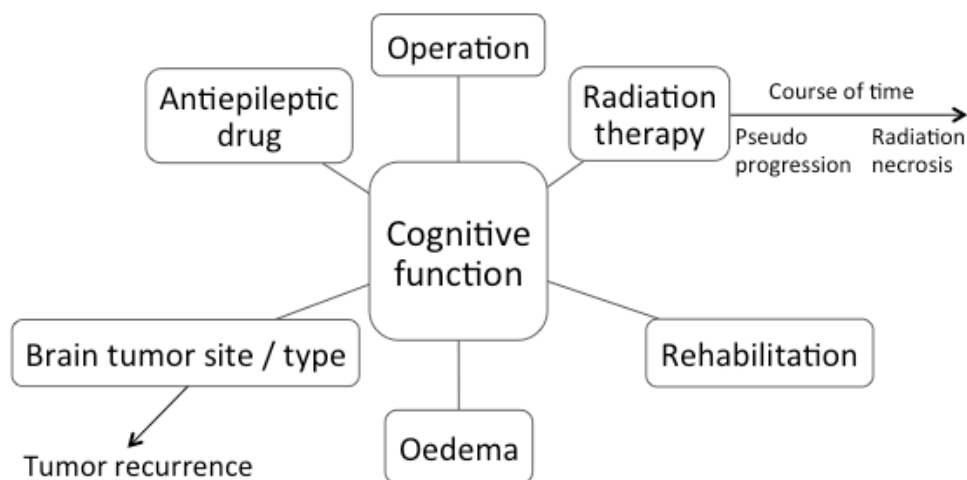 Operation
Antiepileptic
drug
Radiation
therapy
Course of time
Pseudo
progression
Radiation
necrosis
Cognitive
function
Brain tumor site / type
Rehabilitation
Oedema
Tumor recurrence